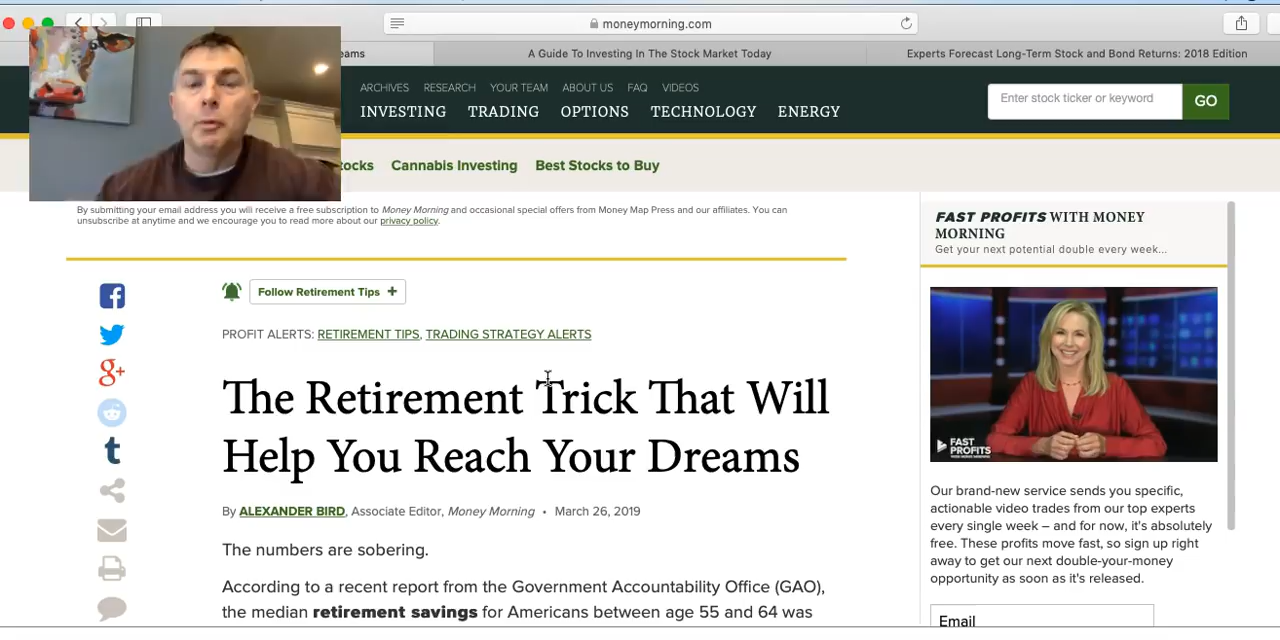 moneymorning.com
eams
A Guide To Investing In The Stock Market Today
Experts Forecast Long-Term Stock and Bond Returns: 2018 Edition
ARCHIVES RESEARCH YOUR TEAM ABOUT US FAQ VIDEOS
INVESTING TRADING OPTIONS TECHNOLOGY ENERGY
Enter stock ticker or keyword GO
ocks Cannabis Investing Best Stocks to Buy
By submitting your email address you will receive a free subscription to Money Morning and occasional special offers from Money Map Press and our affiliates. You can
unsubscribe at anytime and we encourage you to read more about our privacy policy.
Follow Retirement Tips +
PROFIT ALERTS: RETIREMENT TIPS, TRADING STRATEGY ALERTS
The Retirement Trick That Will
Help You Reach Your Dreams
By ALEXANDER BIRD, Associate Editor, Money Morning • March 26, 2019
The numbers are sobering.
According to a recent report from the Government Accountability Office (GAO),
the median retirement savings for Americans between age 55 and 64 was
FAST PROFITS WITH MONEY
MORNING
Get your next potential double every week...
FAST
PROFITS
WITH MONEY MORNING
Our brand-new service sends you specific,
actionable video trades from our top experts
every single week – and for now, it's absolutely
free. These profits move fast, so sign up right
away to get our next double-your-money
opportunity as soon as it's released.
Email